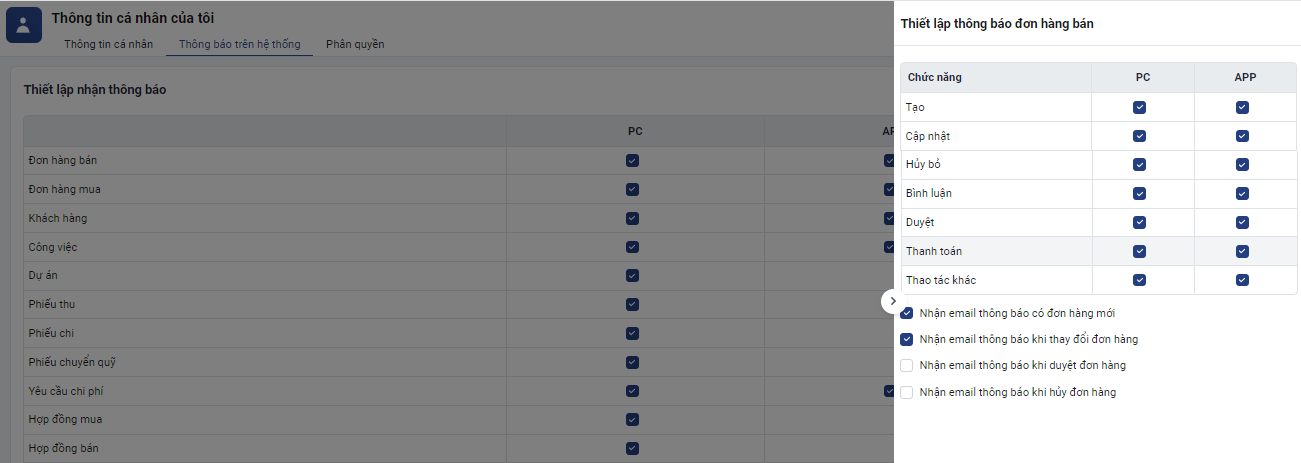 Thông tin cá nhân của tôi
Thông tin cá nhân Thông báo trên hệ thống Phân quyền
Thiết lập nhận thông báo
PC
Đơn hàng bán
Đơn hàng mua
Khách hàng
Công việc
Dự án
Phiếu thu
Phiếu chi
Phiếu chuyển quỹ
Yêu cầu chi phí
Hợp đồng mua
Hợp đồng bán
Thiết lập thông báo đơn hàng bán
Chức năng PC APP
Tạo
Cập nhật
Hủy bỏ
Bình luận
Duyệt
Thanh toán
Thao tác khác
Nhận email thông báo có đơn hàng mới
Nhận email thông báo khi thay đổi đơn hàng
Nhận email thông báo khi duyệt đơn hàng
Nhận email thông báo khi hủy đơn hàng